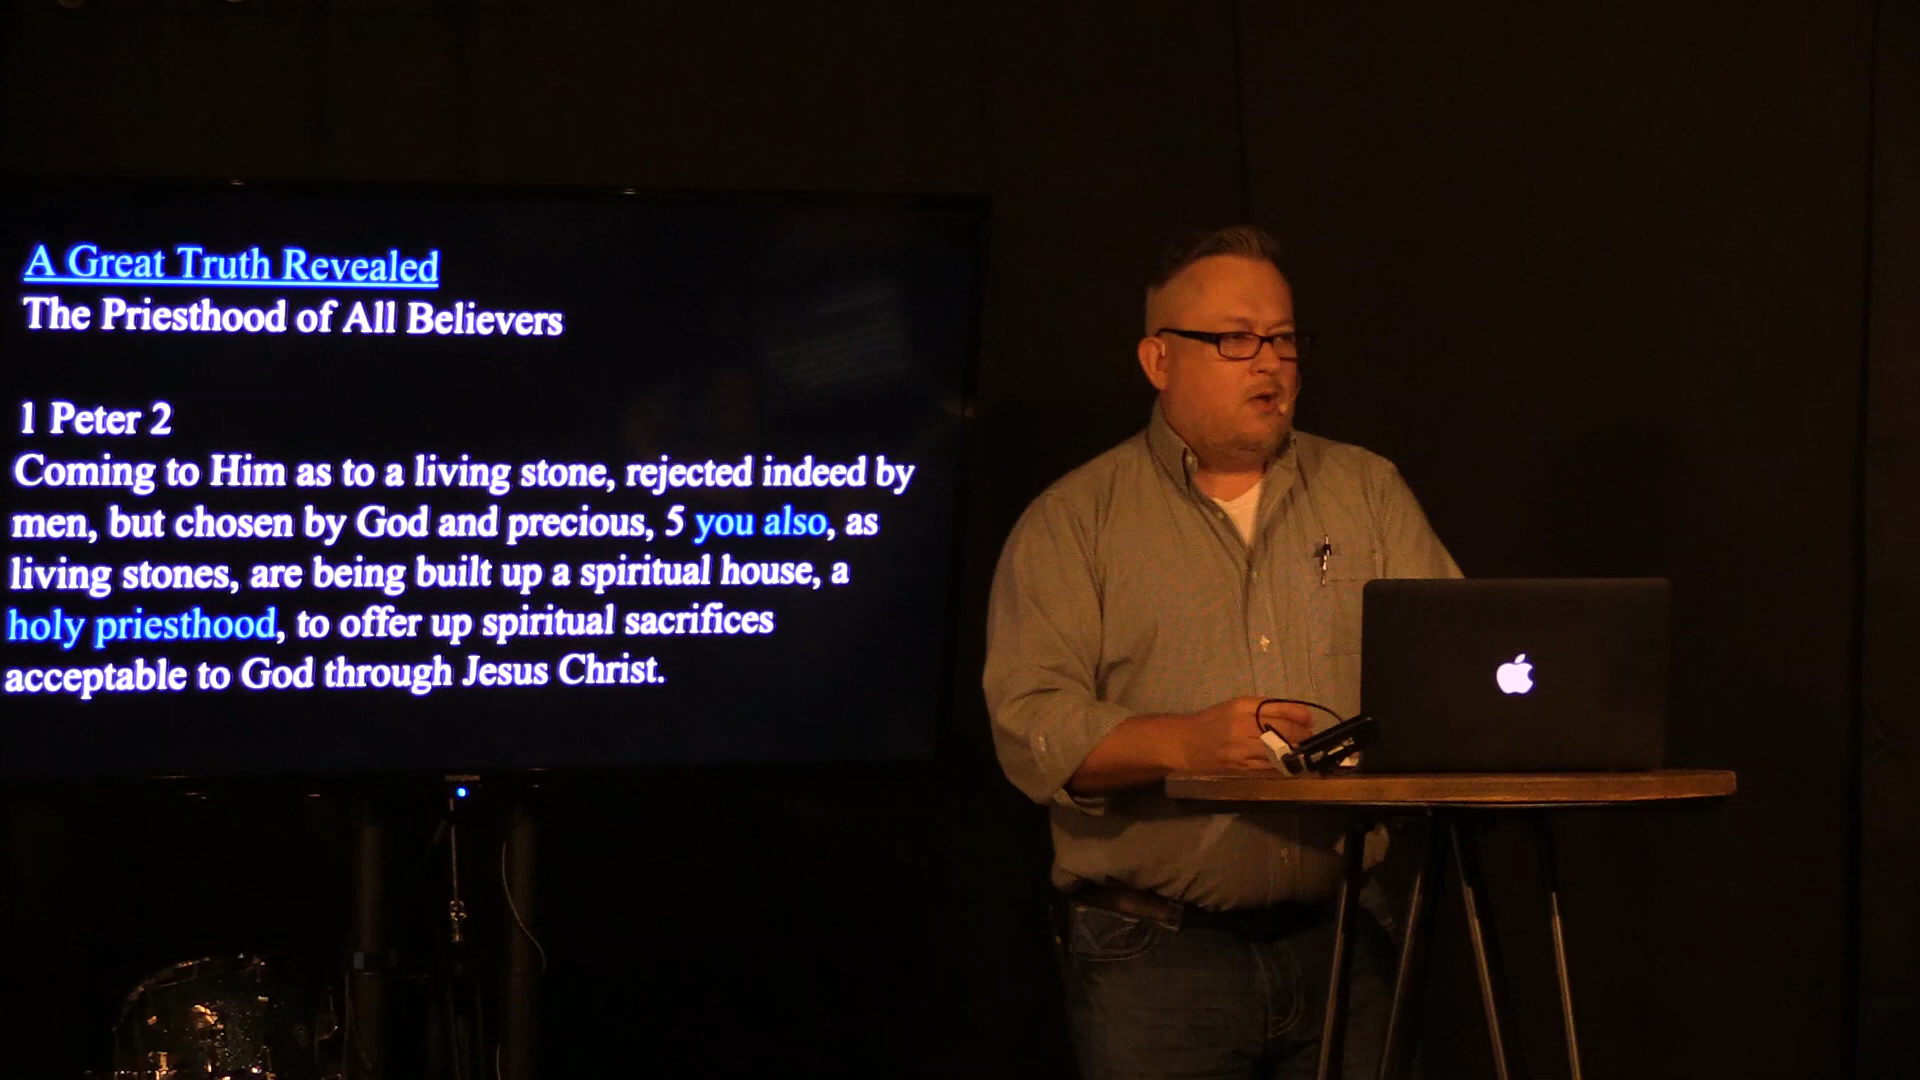 A Great Truth Revealed
The Priesthood of All Believers
1 Peter 2
Coming to Him as to a living stone, rejected indeed by
men, but chosen by God and precious, 5 you also, as
living stones, are being built up a spiritual house, a
holy priesthood, to offer up spiritual sacrifices
acceptable to God through Jesus Christ.